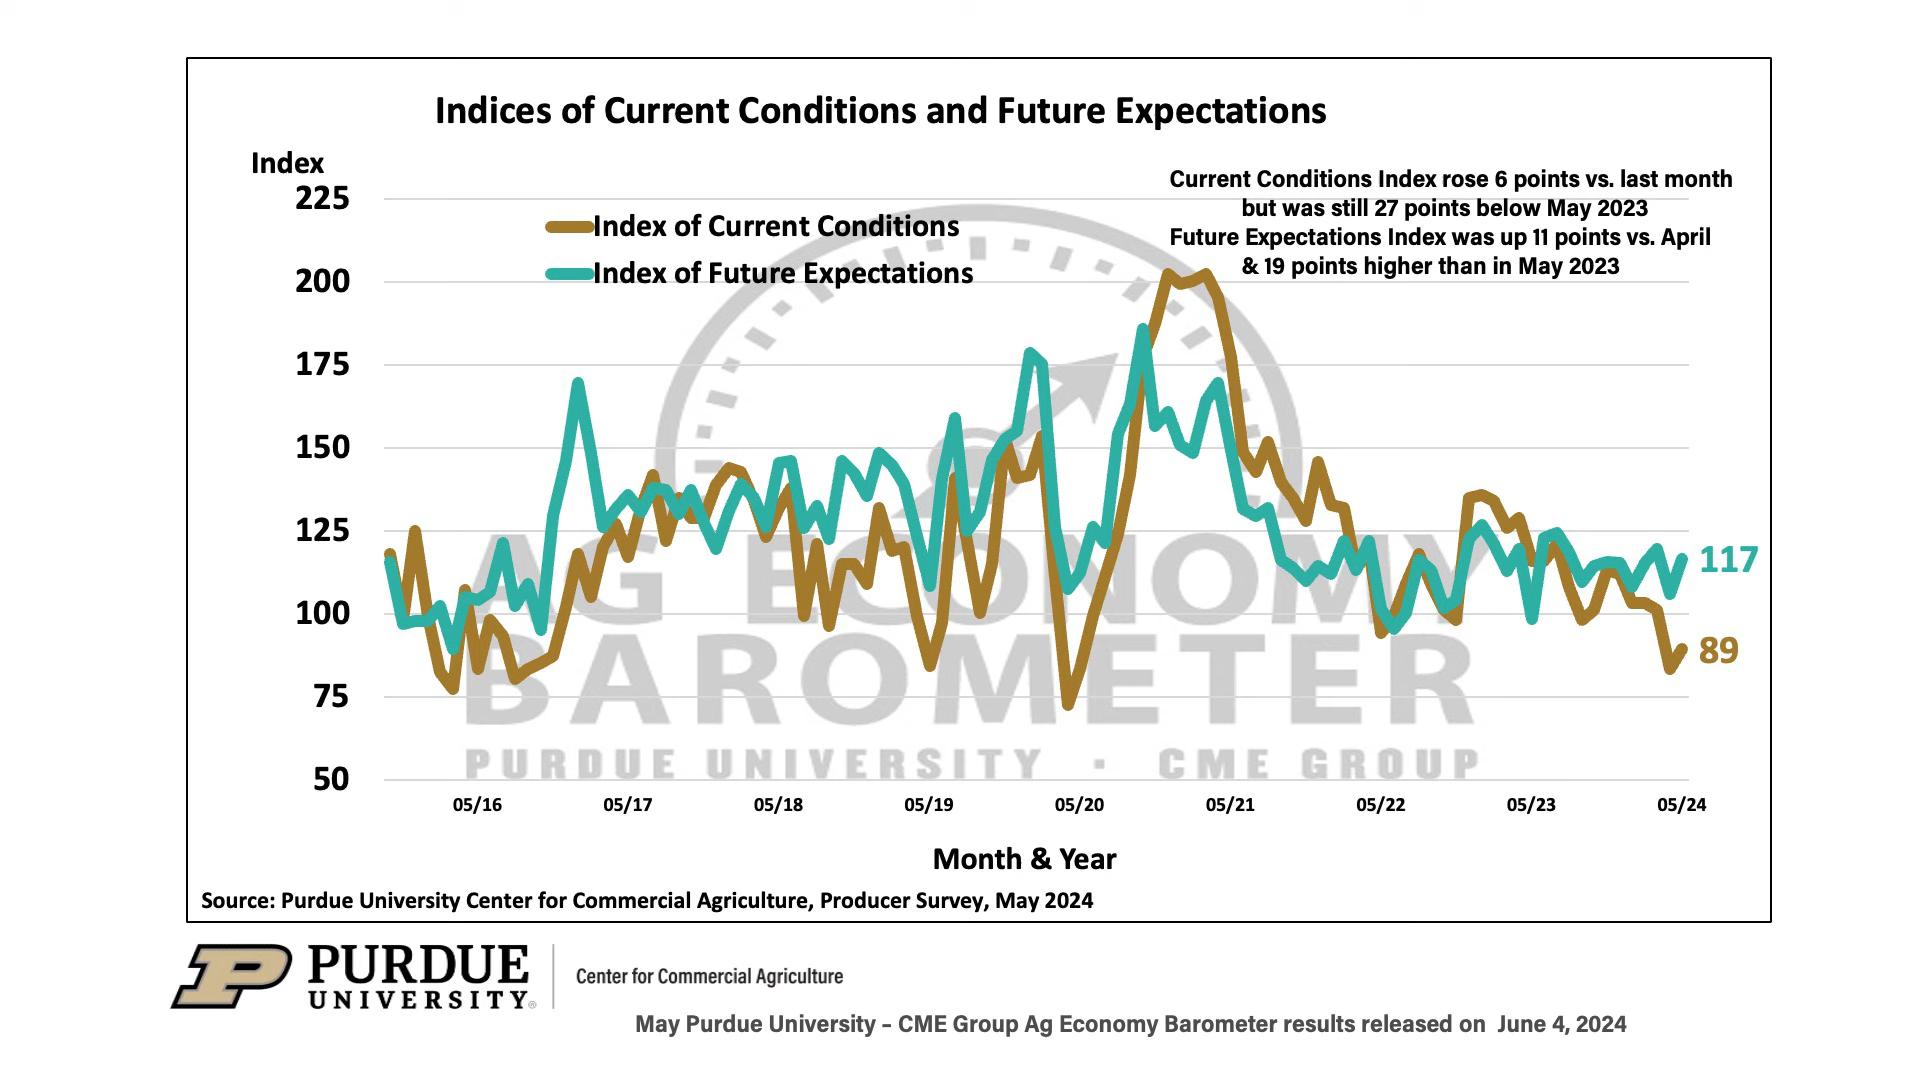 Indices of Current Conditions and Future Expectations
Index
Current Conditions Index rose 6 points vs. last month
but was still 27 points below May 2023
Future Expectations Index was up 11 points vs. April
& 19 points higher than in May 2023
Index of Current Conditions
Index of Future Expectations
225
200
175
150
125
100
75
50
117
89
AG ECONOMY
BAROMETER
PURDUE UNIVERSITY · CME GROUP
05/16 05/17 05/18 05/19 05/20 05/21 05/22 05/23 05/24
Month & Year
Source: Purdue University Center for Commercial Agriculture, Producer Survey, May 2024
P PURDUE
UNIVERSITY®
Center for Commercial Agriculture
May Purdue University – CME Group Ag Economy Barometer results released on June 4, 2024